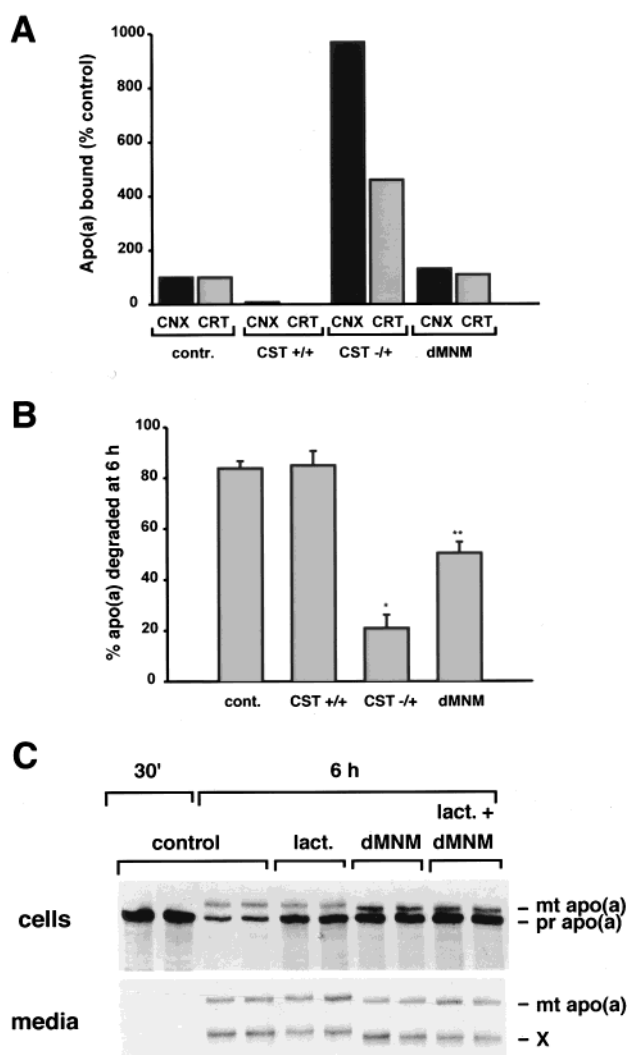 A
Apo(a) bound (% control)
1000
800
600
400
200
0
CNX CRT CNX CRT CNX CRT CNX CRT
contr. CST +/+ CST -/+ dMNM
B
% apo(a) degraded at 6 h
80
80
60
40
20
0
cont. CST +/+ CST -/+ dMNM
* **
C
30' 6 h
lact. +
control lact. dMNM dMNM
cells
mt apo(a)
pr apo(a)
media
mt apo(a)
X